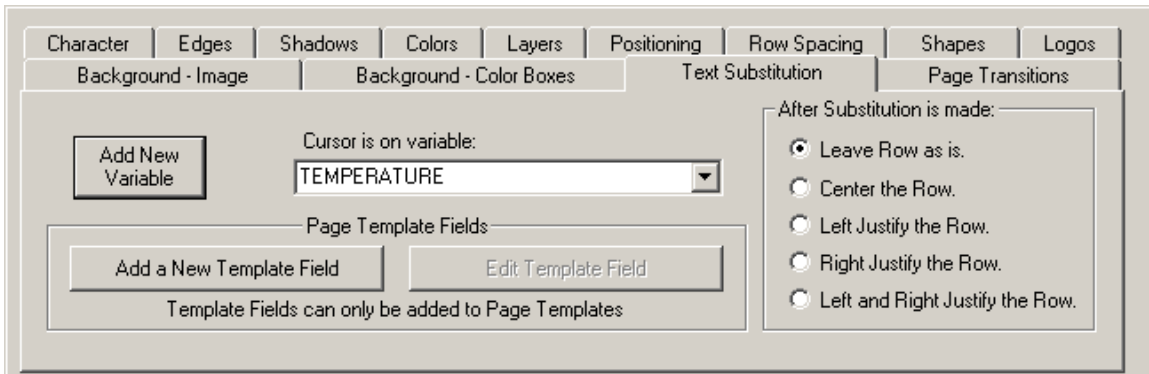 Character Edges Shadows Colors Layers Positioning Row Spacing Shapes Logos
Background - Image Background - Color Boxes Text Substitution Page Transitions
Add New
Variable
Cursor is on variable:
TEMPERATURE
Page Template Fields
Add a New Template Field Edit Template Field
Template Fields can only be added to Page Templates
After Substitution is made:
Leave Row as is.
Center the Row.
Left Justify the Row.
Right Justify the Row.
Left and Right Justify the Row.